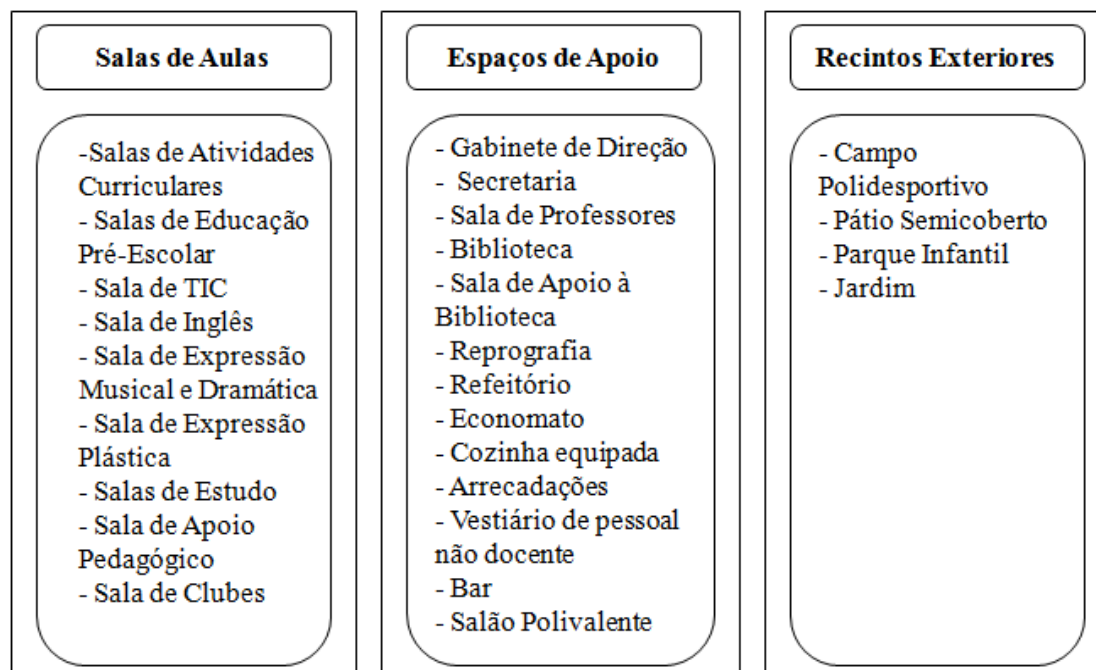 Salas de Aulas
-Salas de Atividades
Curriculares
- Salas de Educação
Pré-Escolar
- Sala de TIC
- Sala de Inglês
- Sala de Expressão
Musical e Dramática
- Sala de Expressão
Plástica
- Salas de Estudo
- Sala de Apoio
Pedagógico
- Sala de Clubes
Espaços de Apoio
- Gabinete de Direção
- Secretaria
- Sala de Professores
- Biblioteca
- Sala de Apoio à
Biblioteca
- Reprografia
- Refeitório
- Economato
- Cozinha equipada
- Arrecadações
- Vestiário de pessoal
não docente
- Bar
- Salão Polivalente
Recintos Exteriores
- Campo
Polidesportivo
- Pátio Semicoberto
- Parque Infantil
- Jardim